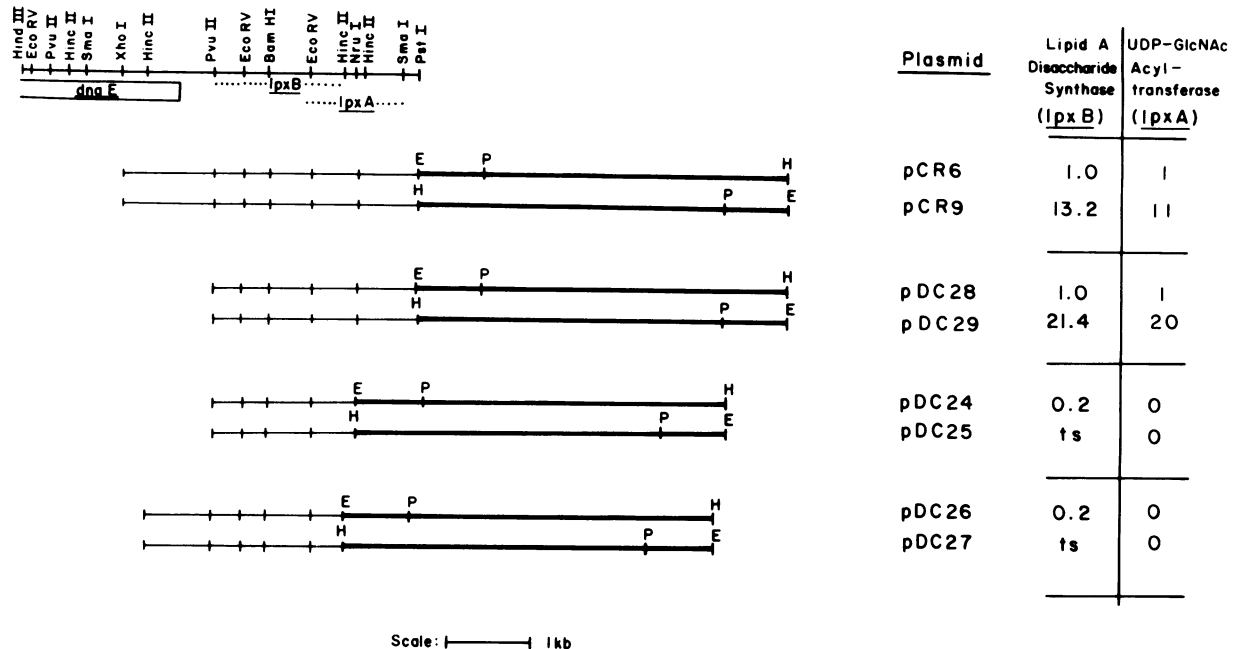 Hind III
Eco RV
Pvu II
Hinc II
Sma I
Xho I
Hinc II
Pvu II
Eco RV
Bam HI
Eco RV
Hinc II
Nru I
Hinc II
Sma I
Pst I
dna E
lpxB
lpxA
Plasmid
Lipid A
Disaccharide
Synthase
(lpx B)
UDP-GlcNAc
Acyl-
transferase
(lpxA)
E P H
pCR6 1.0 1
H P E
pCR9 13.2 11
E P H
pDC28 1.0 1
H P E
pDC29 21.4 20
E P H
pDC24 0.2 0
H P E
pDC25 ts 0
E P H
pDC26 0.2 0
H P E
pDC27 ts 0
Scale: 1kb